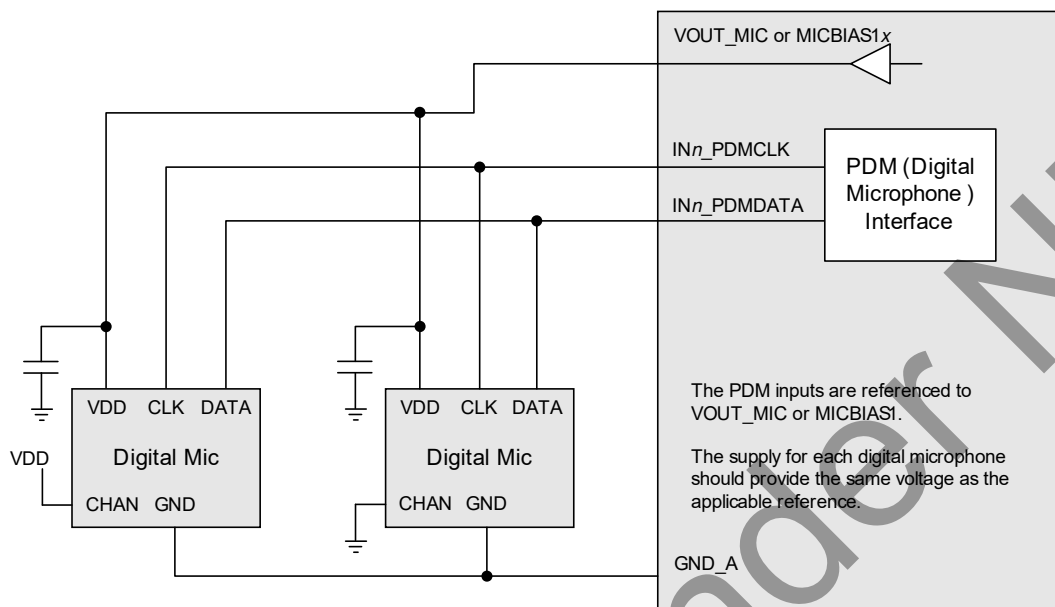 VOUT_MIC or MICBIAS1x
INn_PDMCLK
PDM (Digital
Microphone )
Interface
INn_PDMDATA
VDD CLK DATA
Digital Mic
VDD
CHAN GND
VDD CLK DATA
Digital Mic
CHAN GND
The PDM inputs are referenced to
VOUT_MIC or MICBIAS1.
The supply for each digital microphone
should provide the same voltage as the
applicable reference.
GND_A